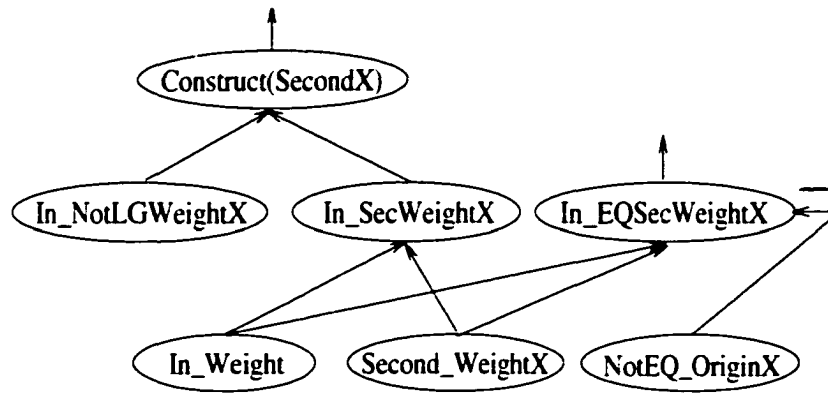 Construct(SecondX)
In_NotLGWeightX
In_SecWeightX
In_EQSecWeightX
In_Weight
Second_WeightX
NotEQ_OriginX